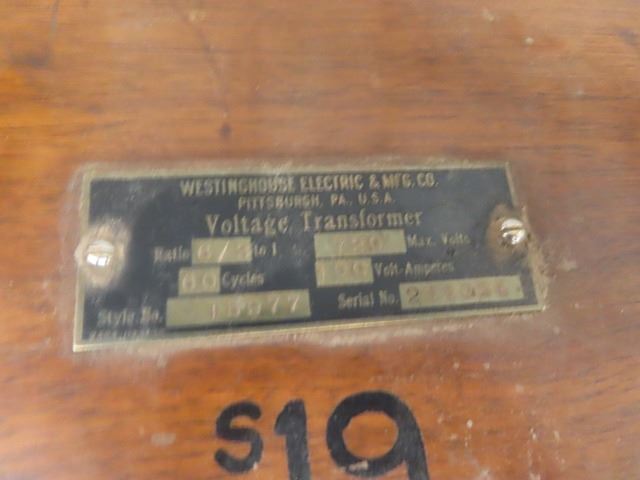 WESTINGHOUSE ELECTRIC & MFG. CO.
PITTSBURGH, PA., U.S.A.
Voltage Transformer
Ratio to 1 Max. Volts
60 Cycles Volt-Amperes
Style No. Serial No.
S19